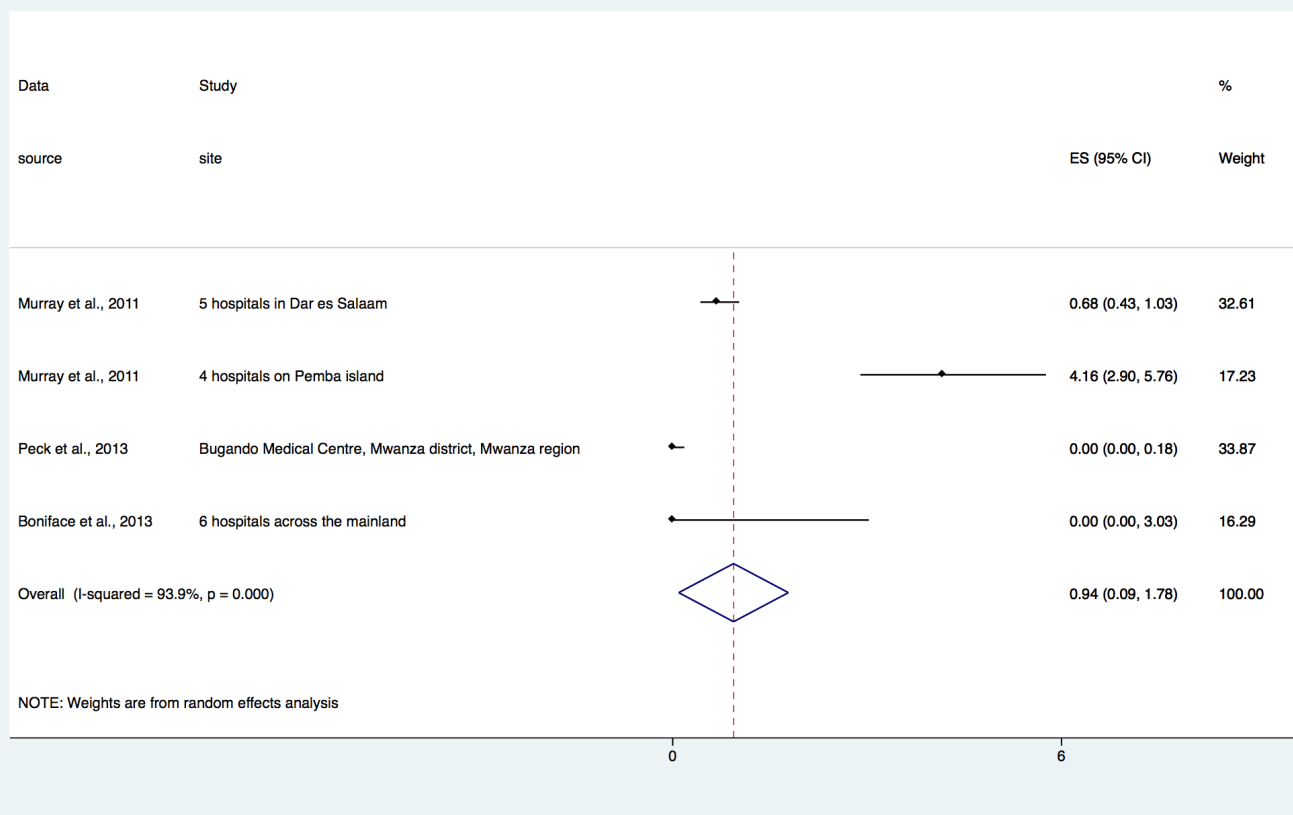 Data Study %
source site ES (95% CI) Weight
Murray et al., 2011 5 hospitals in Dar es Salaam 0.68 (0.43, 1.03) 32.61
Murray et al., 2011 4 hospitals on Pemba island 4.16 (2.90, 5.76) 17.23
Peck et al., 2013 Bugando Medical Centre, Mwanza district, Mwanza region 0.00 (0.00, 0.18) 33.87
Boniface et al., 2013 6 hospitals across the mainland 0.00 (0.00, 3.03) 16.29
Overall (I-squared = 93.9%, p = 0.000) 0.94 (0.09, 1.78) 100.00
NOTE: Weights are from random effects analysis
0 6